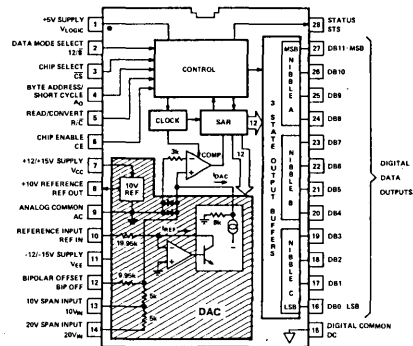 +5V SUPPLY
VLOGIC
1
DATA MODE SELECT
12/8
2
CHIP SELECT
CS
3
BYTE ADDRESS/
SHORT CYCLE
A0
4
READ/CONVERT
R/C
5
CHIP ENABLE
CE
6
+12/+15V SUPPLY
VCC
7
+10V REFERENCE
REF OUT
8
ANALOG COMMON
AC
9
REFERENCE INPUT
REF IN
10
-12/-15V SUPPLY
VEE
11
BIPOLAR OFFSET
BIP OFF
12
10V SPAN INPUT
10VIN
13
20V SPAN INPUT
20VIN
14
CONTROL
CLOCK
SAR
12
3k
COMP
12
IDAC
10V
REF
19.95k
IREF
8k
9.95k
5k
5k
DAC
3 STATE OUTPUT BUFFERS
MSB
NIBBLE A
NIBBLE B
NIBBLE C
LSB
28
STATUS
STS
27
DB11-MSB
26
DB10
25
DB9
24
DB8
23
DB7
22
DB6
21
DB5
20
DB4
19
DB3
18
DB2
17
DB1
16
DB0 LSB
15
DIGITAL COMMON
DC
DIGITAL
DATA
OUTPUTS